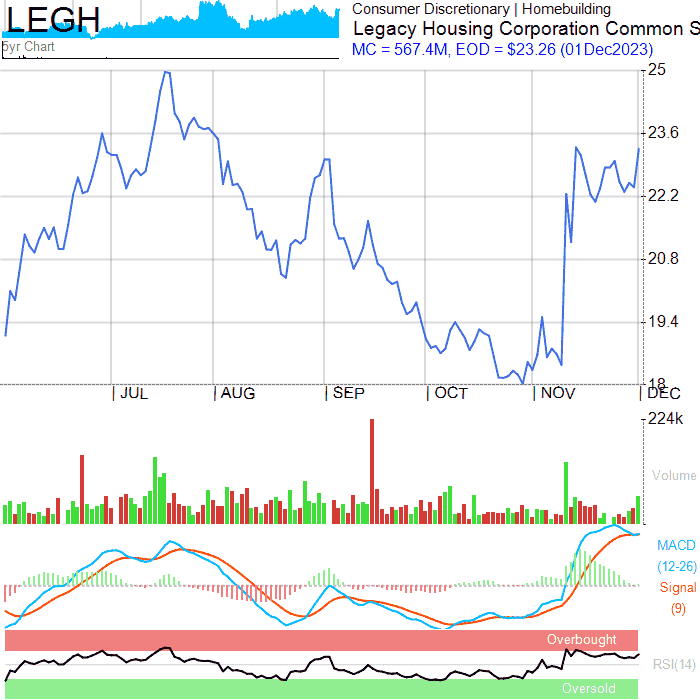 LEGH
5yr Chart
Consumer Discretionary | Homebuilding
Legacy Housing Corporation Common S
MC = 567.4M, EOD = $23.26 (01Dec2023)
25
23.6
22.2
20.8
19.4
18
| JUL | AUG | SEP | OCT | NOV | DEC
224k
Volume
MACD
(12-26)
Signal
(9)
Overbought
RSI(14)
Oversold